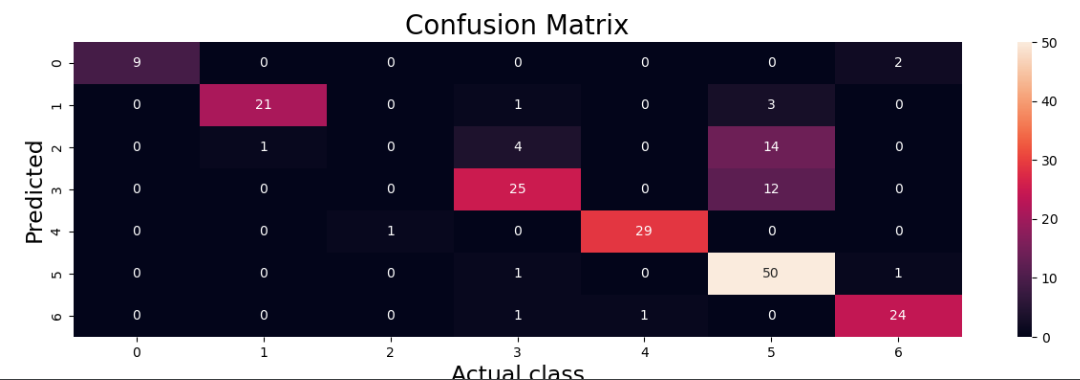 Confusion Matrix
0 9 0 0 0 0 0 2
1 0 21 0 1 0 3 0
2 0 1 0 4 0 14 0
3 0 0 0 25 0 12 0
4 0 0 1 0 29 0 0
5 0 0 0 1 0 50 1
6 0 0 0 1 1 0 24
0 1 2 3 4 5 6
Predicted
Actual class
50
40
30
20
10
0